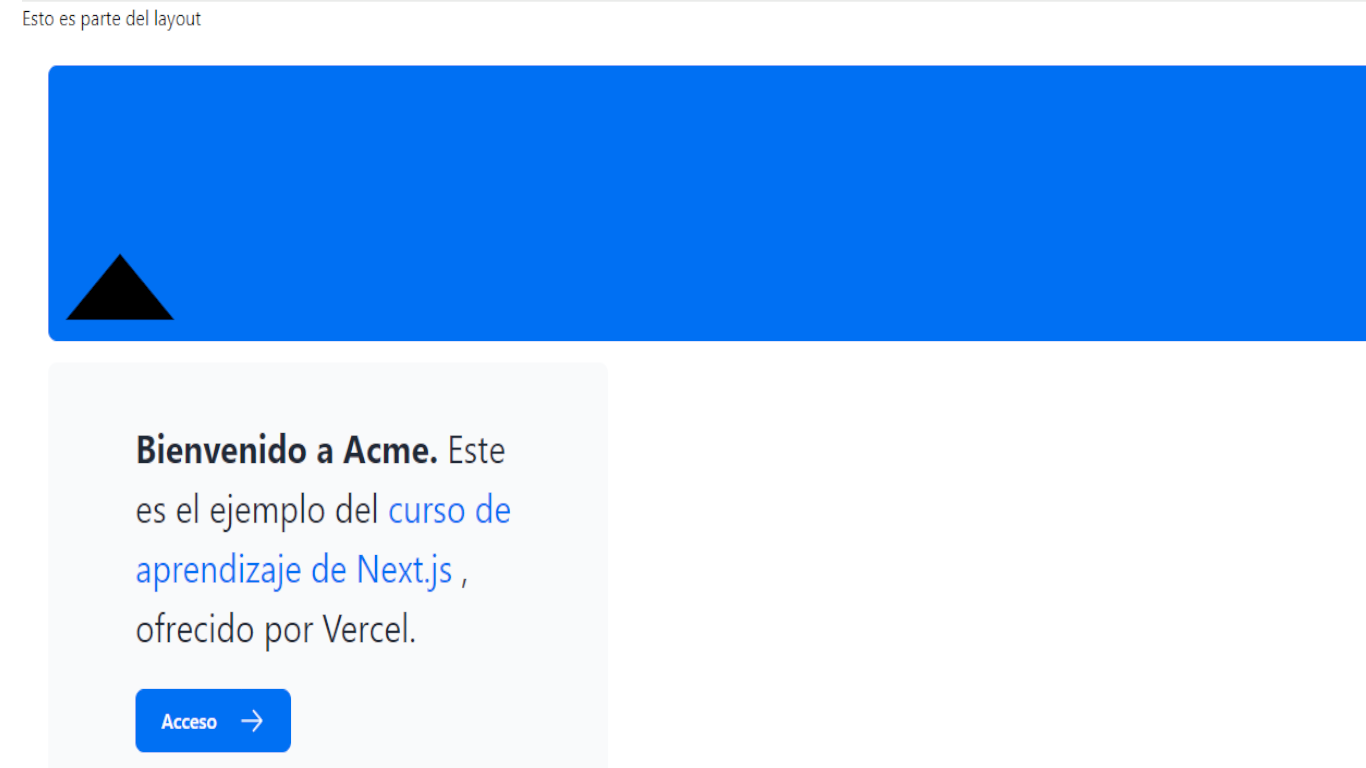 Esto es parte del layout
Bienvenido a Acme. Este
es el ejemplo del curso de
aprendizaje de Next.js ,
ofrecido por Vercel.
Acceso